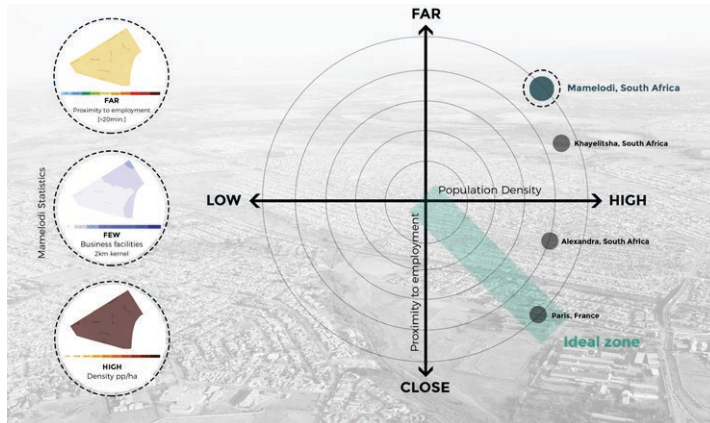 Mamelodi Statistics
FAR
Proximity to employment
[>20min.]
FEW
Business facilities
2km kernel
HIGH
Density pp/ha
FAR
Mamelodi, South Africa
Khayelitsha, South Africa
Population Density
LOW
HIGH
Proximity to employment
Alexandra, South Africa
Paris, France
Ideal zone
CLOSE